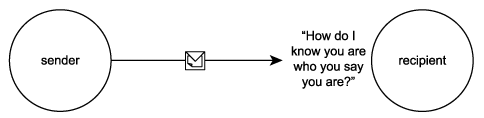 sender
“How do I
know you are
who you say
you are?”
recipient